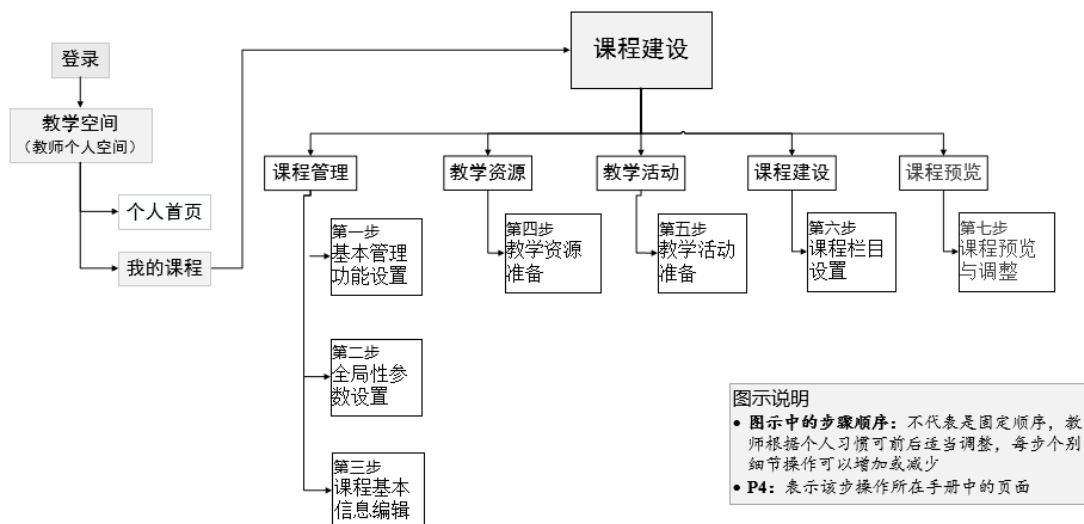 课程建设
登录
教学空间
（教师个人空间）
个人首页
我的课程
课程管理
教学资源
教学活动
课程建设
课程预览
第一步
基本管理
功能设置
第四步
教学资源
准备
第五步
教学活动
准备
第六步
课程栏目
设置
第七步
课程预览
与调整
第二步
全局性参
数设置
第三步
课程基本
信息编辑
图示说明
• 图示中的步骤顺序：不代表是固定顺序，教
师根据个人习惯可前后适当调整，每步个别
细节操作可以增加或减少
• P4：表示该步操作所在手册中的页面